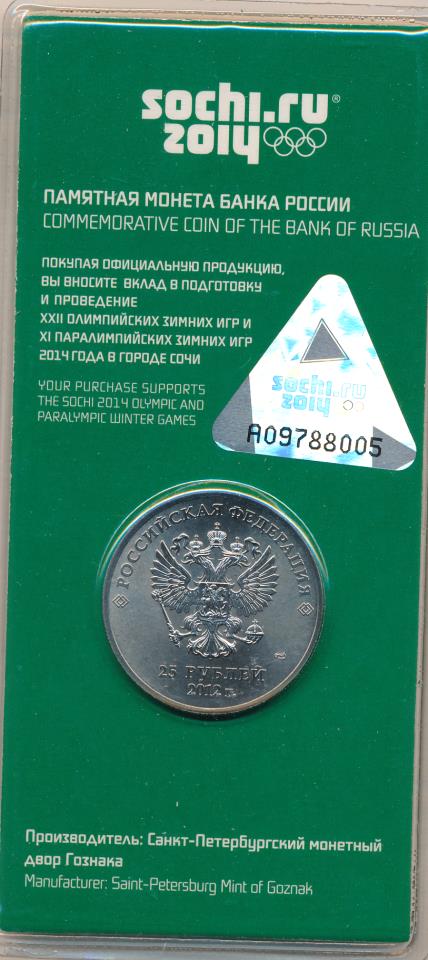 sochi.ru®
2014
ПАМЯТНАЯ МОНЕТА БАНКА РОССИИ
COMMEMORATIVE COIN OF THE BANK OF RUSSIA
ПОКУПАЯ ОФИЦИАЛЬНУЮ ПРОДУКЦИЮ,
ВЫ ВНОСИТЕ ВКЛАД В ПОДГОТОВКУ
И ПРОВЕДЕНИЕ
XXII ОЛИМПИЙСКИХ ЗИМНИХ ИГР И
XI ПАРАЛИМПИЙСКИХ ЗИМНИХ ИГР
2014 ГОДА В ГОРОДЕ СОЧИ
YOUR PURCHASE SUPPORTS
THE SOCHI 2014 OLYMPIC AND
PARALYMPIC WINTER GAMES
sochi.ru
2014
A09788005
РОССИЙСКАЯ ФЕДЕРАЦИЯ
25 РУБЛЕЙ
2012 г.
Производитель: Санкт-Петербургский монетный
двор Гознака
Manufacturer: Saint-Petersburg Mint of Goznak